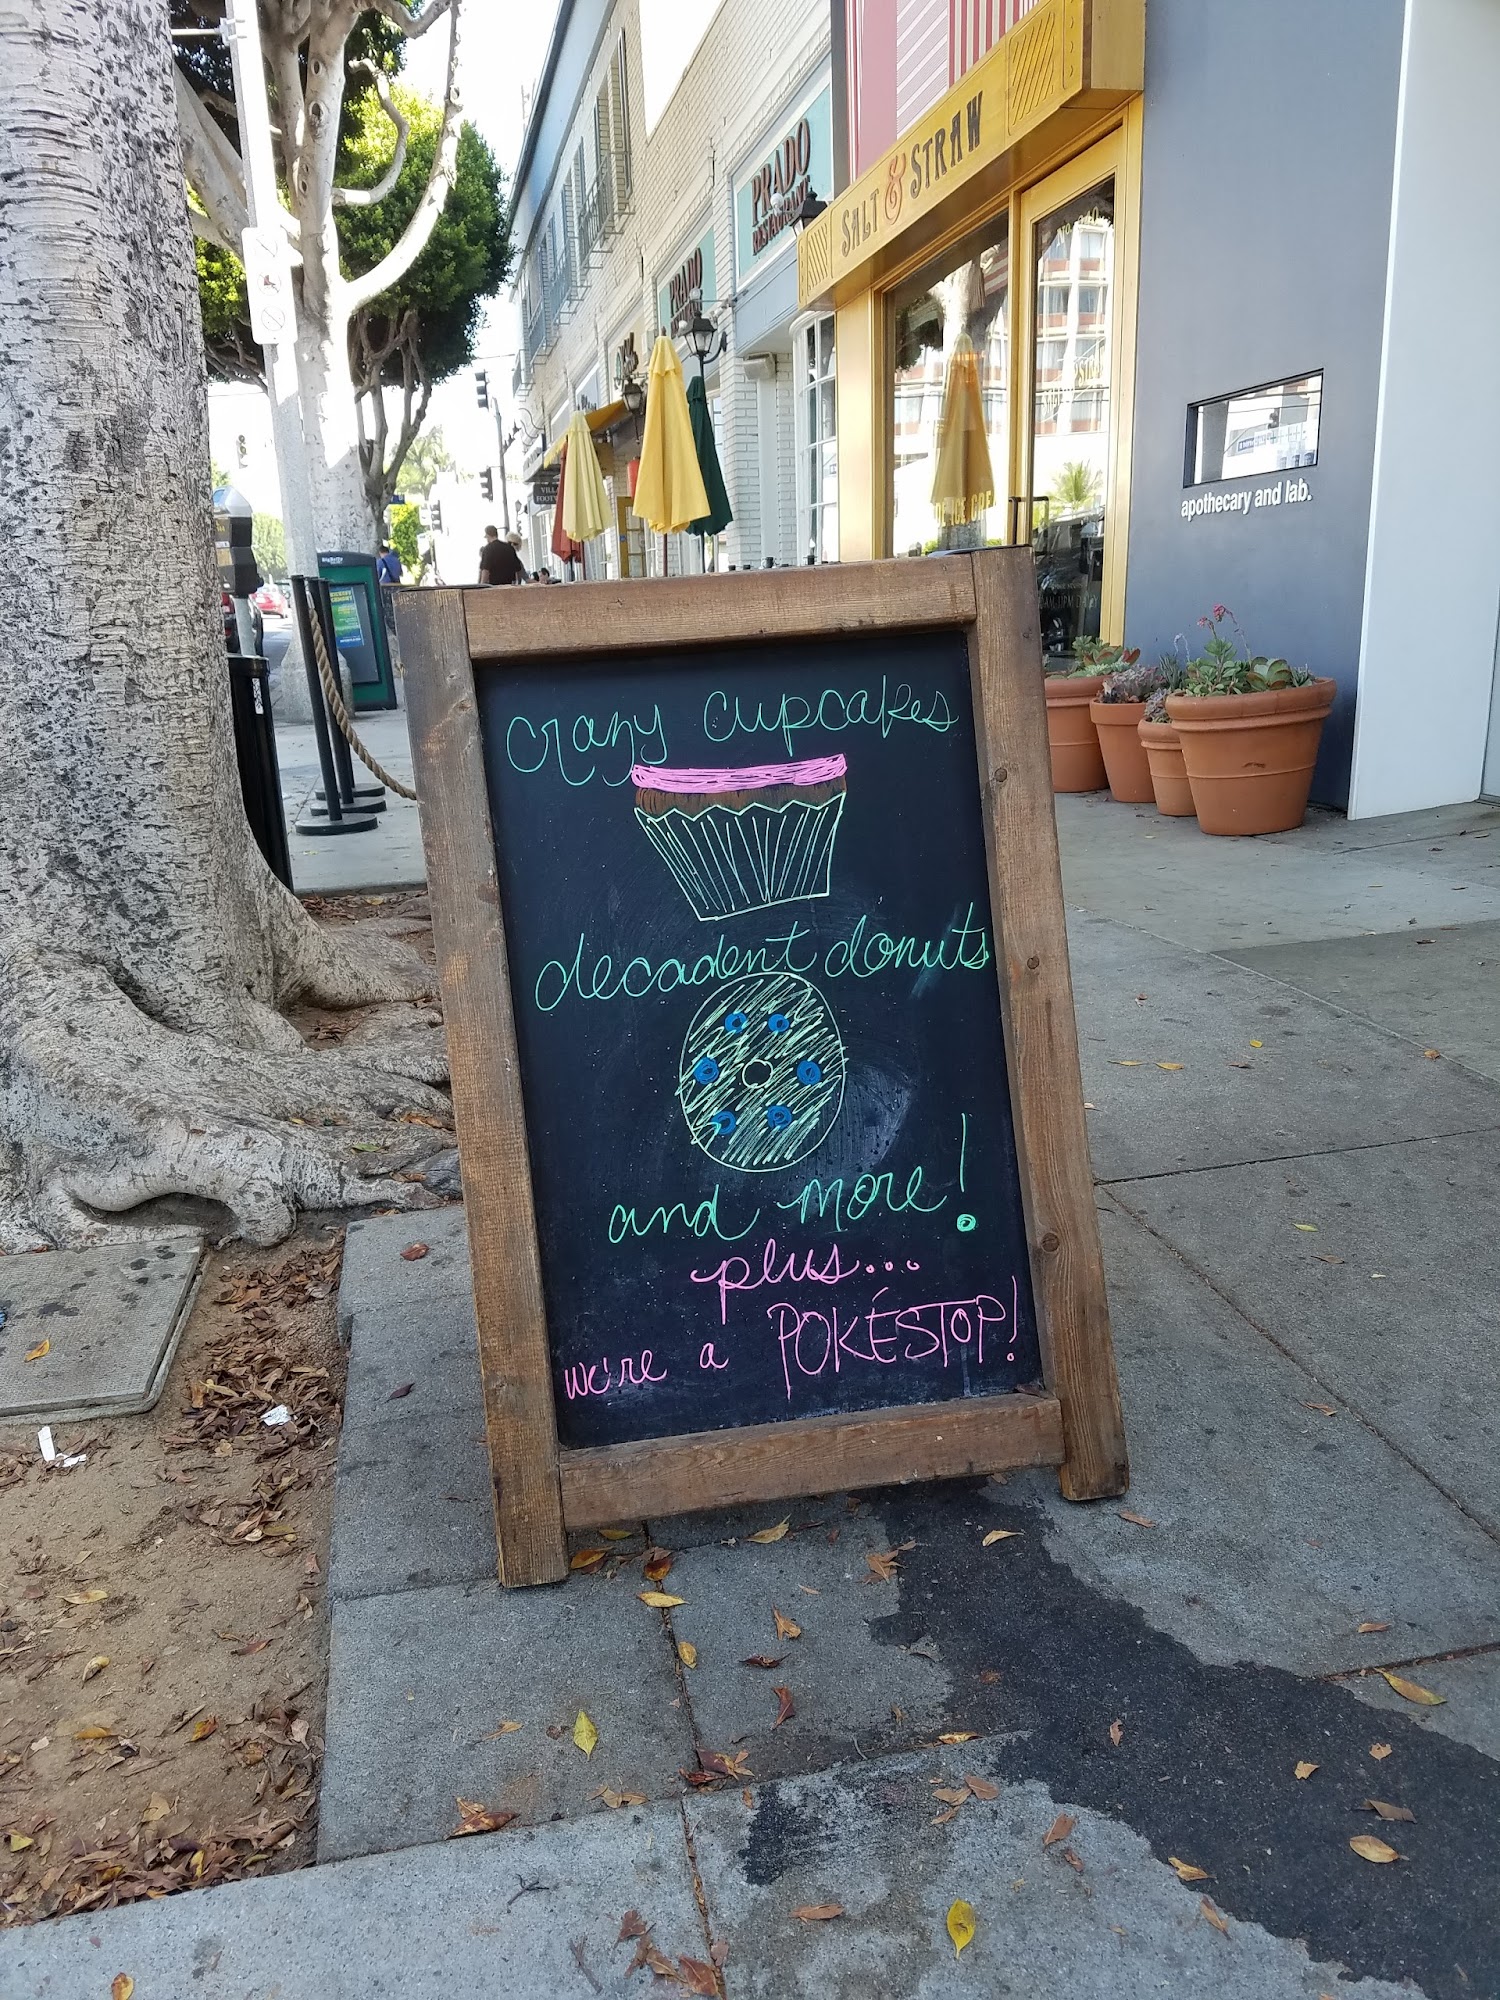 PRADO
RESTAURANT
PRADO
SALT & STRAW
apothecary and lab.
crazy cupcakes
decadent donuts
and more!
plus...
we're a POKÉSTOP!